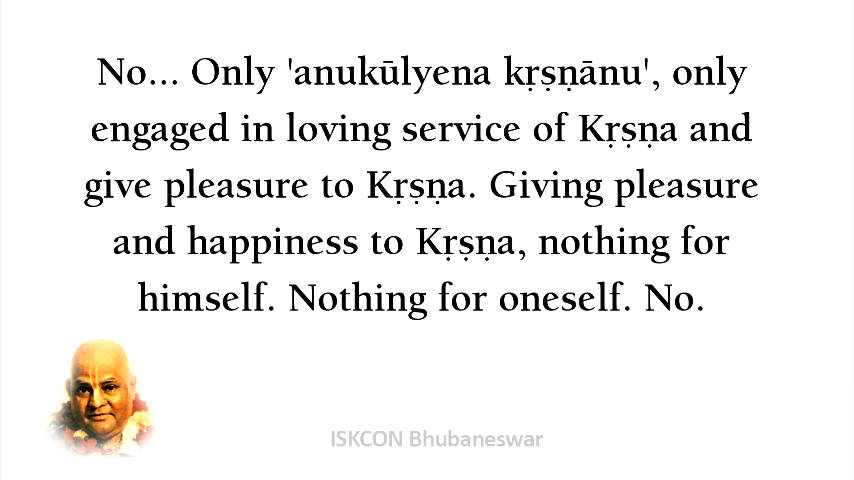 No... Only 'anukūlyena kṛṣṇānu', only
engaged in loving service of Kṛṣṇa and
give pleasure to Kṛṣṇa. Giving pleasure
and happiness to Kṛṣṇa, nothing for
himself. Nothing for oneself. No.
ISKCON Bhubaneswar